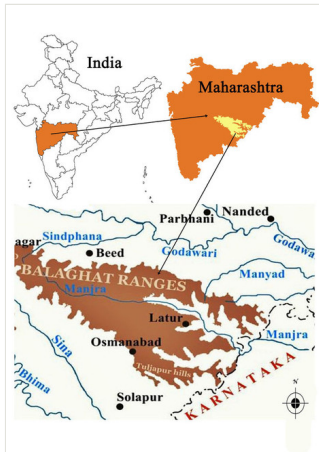 India
Maharashtra
Parbhani
Nanded
Sindphana
Godawari
Godawa
agar
Beed
BALAGHAT RANGES
Manyad
Manjra
Latur
Manjra
Osmanabad
Sina
Tuljapur hills
Bhima
Solapur
KARNATAKA
N